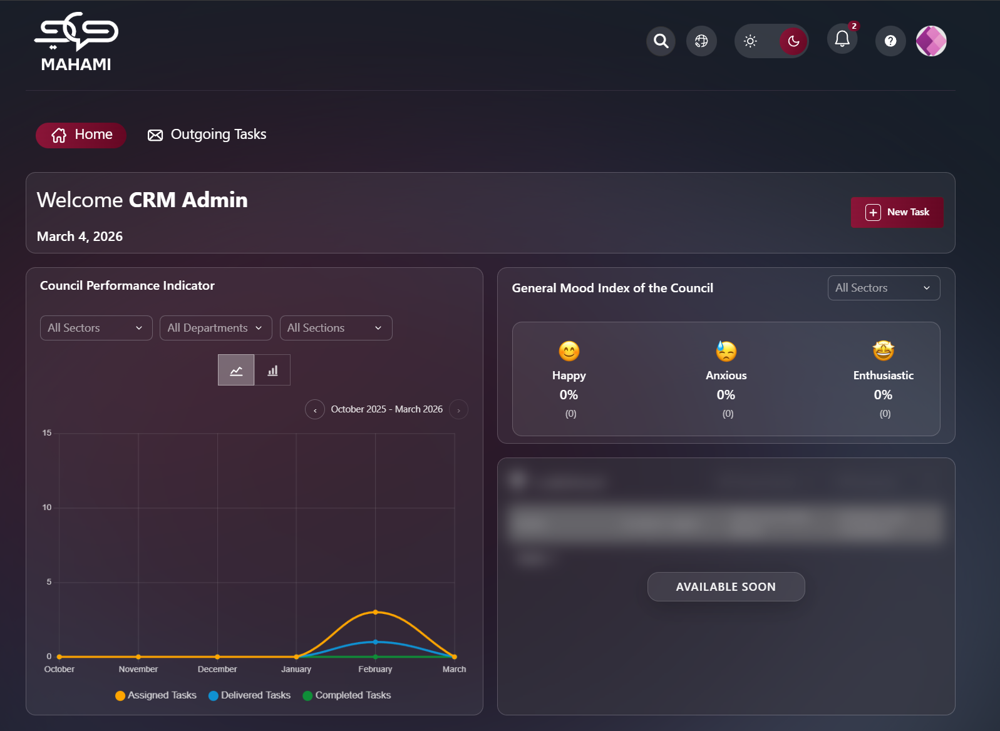 MAHAMI
2
Home
Outgoing Tasks
Welcome CRM Admin
March 4, 2026
New Task
Council Performance Indicator
All Sectors
All Departments
All Sections
October 2025 - March 2026
15
10
5
0
October
November
December
January
February
March
Assigned Tasks
Delivered Tasks
Completed Tasks
General Mood Index of the Council
All Sectors
Happy
0%
(0)
Anxious
0%
(0)
Enthusiastic
0%
(0)
AVAILABLE SOON